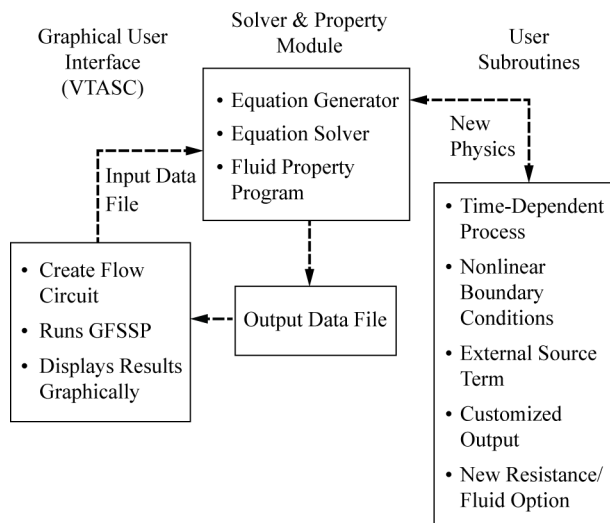 Graphical User
Interface
(VTASC)
Solver & Property
Module
User
Subroutines
• Equation Generator
• Equation Solver
• Fluid Property
Program
New
Physics
Input Data
File
• Create Flow
Circuit
• Runs GFSSP
• Displays Results
Graphically
Output Data File
• Time-Dependent
Process
• Nonlinear
Boundary
Conditions
• External Source
Term
• Customized
Output
• New Resistance/
Fluid Option